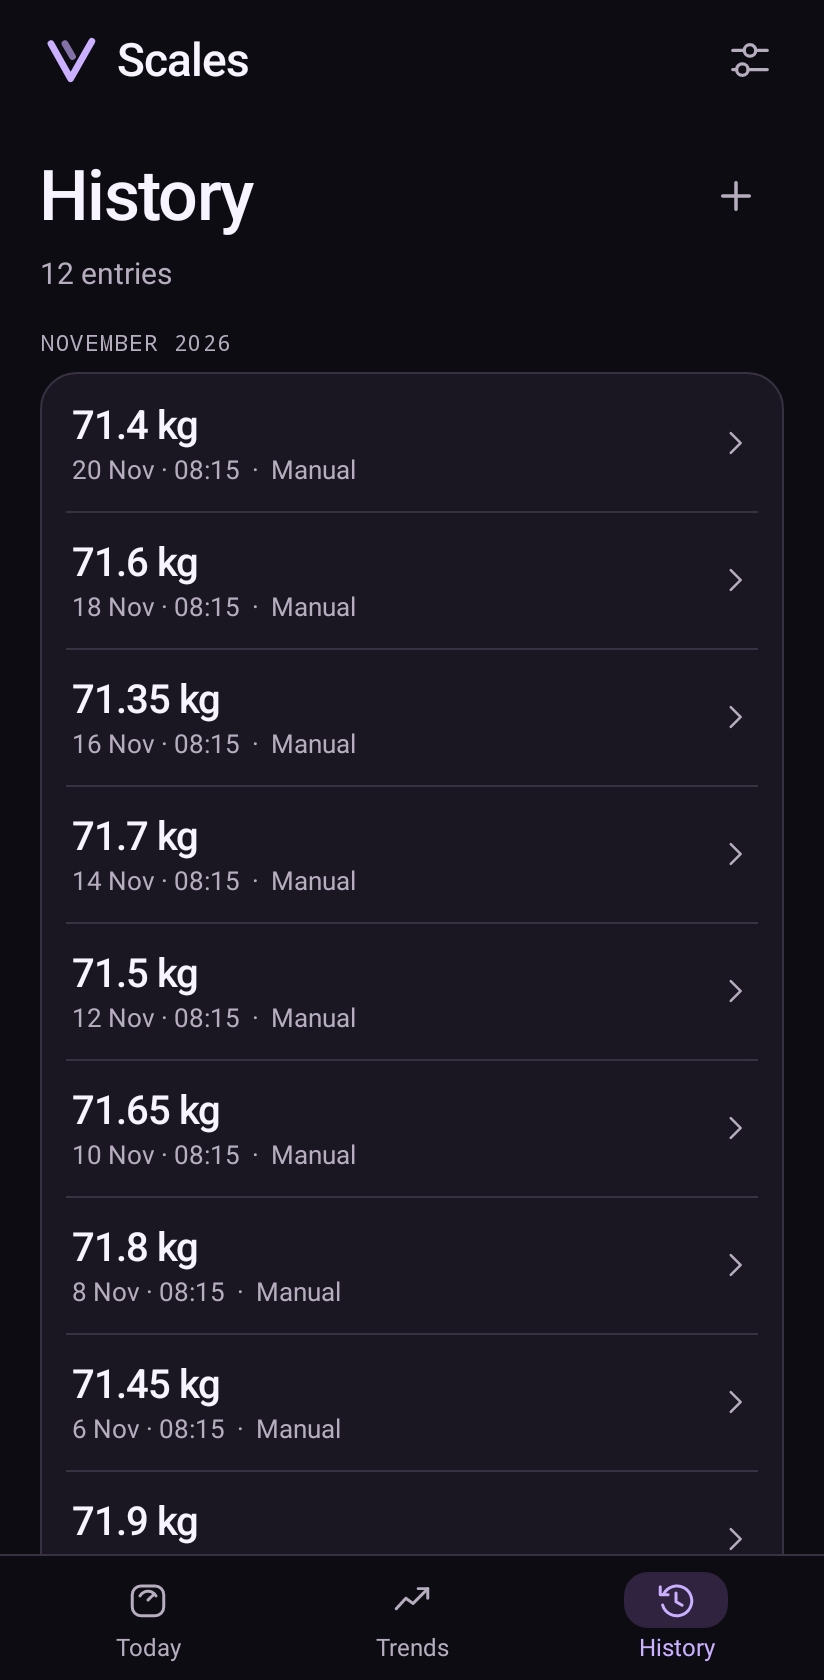 Scales
History
12 entries
NOVEMBER 2026
71.4 kg
20 Nov · 08:15 · Manual
71.6 kg
18 Nov · 08:15 · Manual
71.35 kg
16 Nov · 08:15 · Manual
71.7 kg
14 Nov · 08:15 · Manual
71.5 kg
12 Nov · 08:15 · Manual
71.65 kg
10 Nov · 08:15 · Manual
71.8 kg
8 Nov · 08:15 · Manual
71.45 kg
6 Nov · 08:15 · Manual
71.9 kg
Today
Trends
History